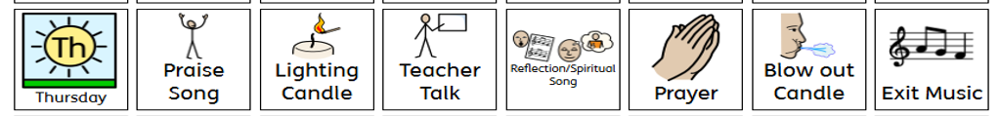 Th
Thursday
Praise
Song
Lighting
Candle
Teacher
Talk
Reflection/Spiritual
Song
Prayer
Blow out
Candle
Exit Music